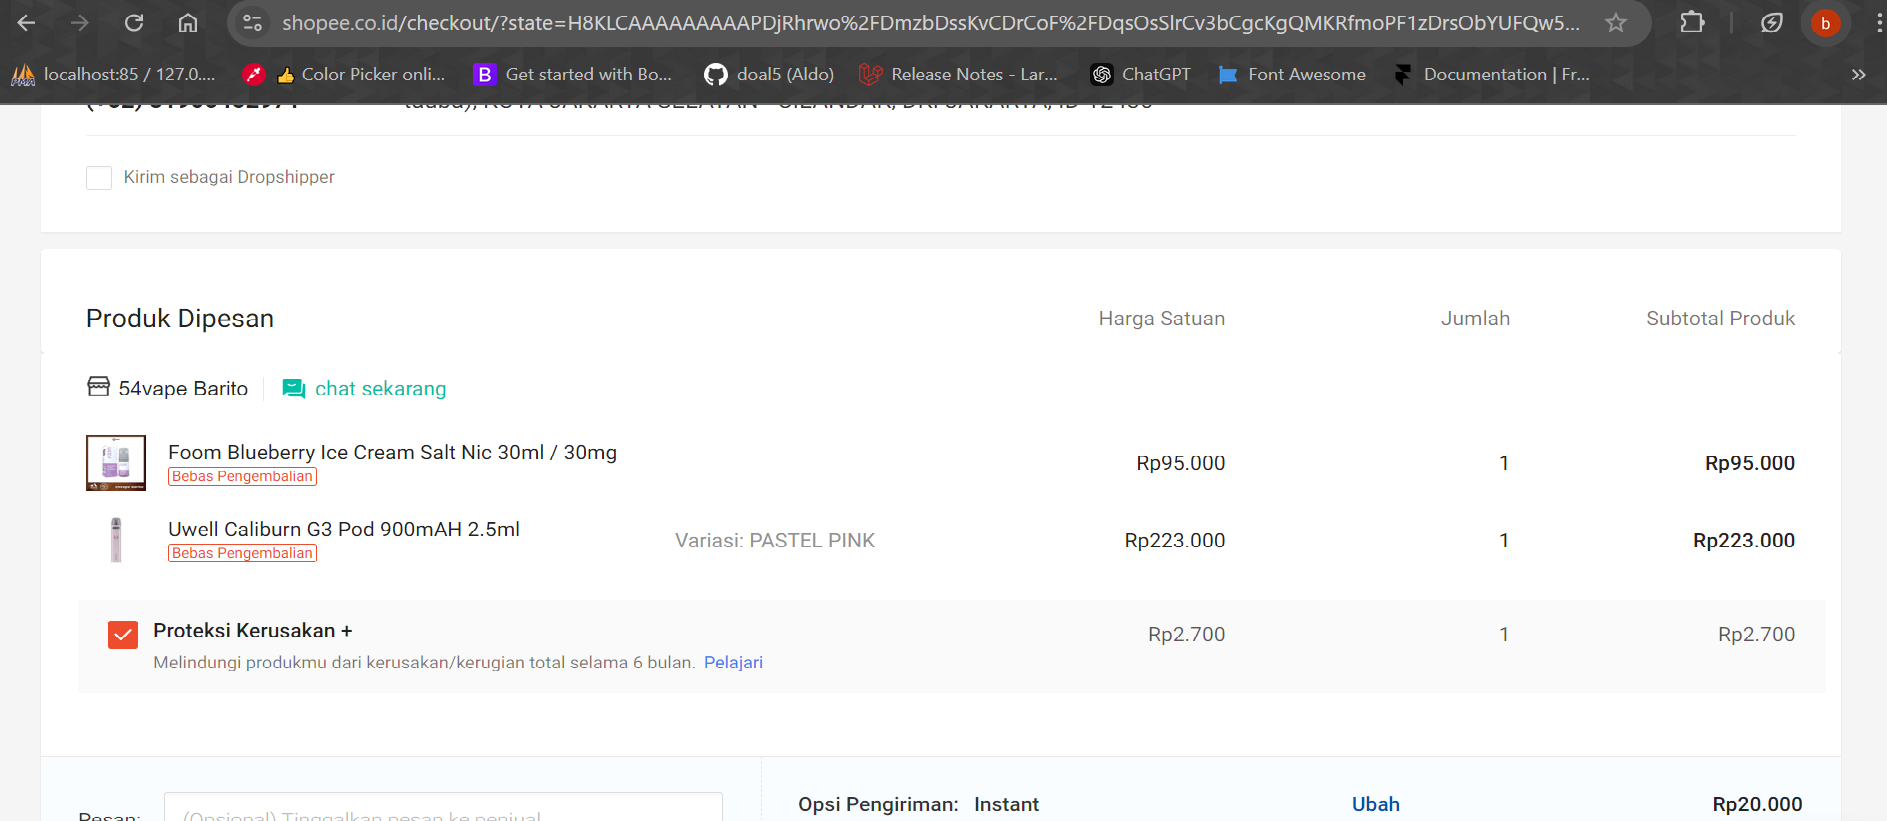 shopee.co.id/checkout/?state=H8KLCAAAAAAAAAPDjRhrwo%2FDmzbDssKvCDrCoF%2FDqsOsSlrCv3bCgcKgQMKRfmoPF1zDrsObYUFQw5...
b
localhost:85 / 127.0.... 👍 Color Picker onli... B Get started with Bo... doal5 (Aldo) Release Notes - Lar... ChatGPT Font Awesome Documentation | Fr... »
Kirim sebagai Dropshipper
Produk Dipesan Harga Satuan Jumlah Subtotal Produk
54vape Barito chat sekarang
Foom Blueberry Ice Cream Salt Nic 30ml / 30mg
Bebas Pengembalian
Rp95.000 1 Rp95.000
Uwell Caliburn G3 Pod 900mAH 2.5ml
Bebas Pengembalian
Variasi: PASTEL PINK Rp223.000 1 Rp223.000
Proteksi Kerusakan + Rp2.700 1 Rp2.700
Melindungi produkmu dari kerusakan/kerugian total selama 6 bulan. Pelajari
Pesan: (Opsional) Tinggalkan pesan ke penjual
Opsi Pengiriman: Instant Ubah Rp20.000